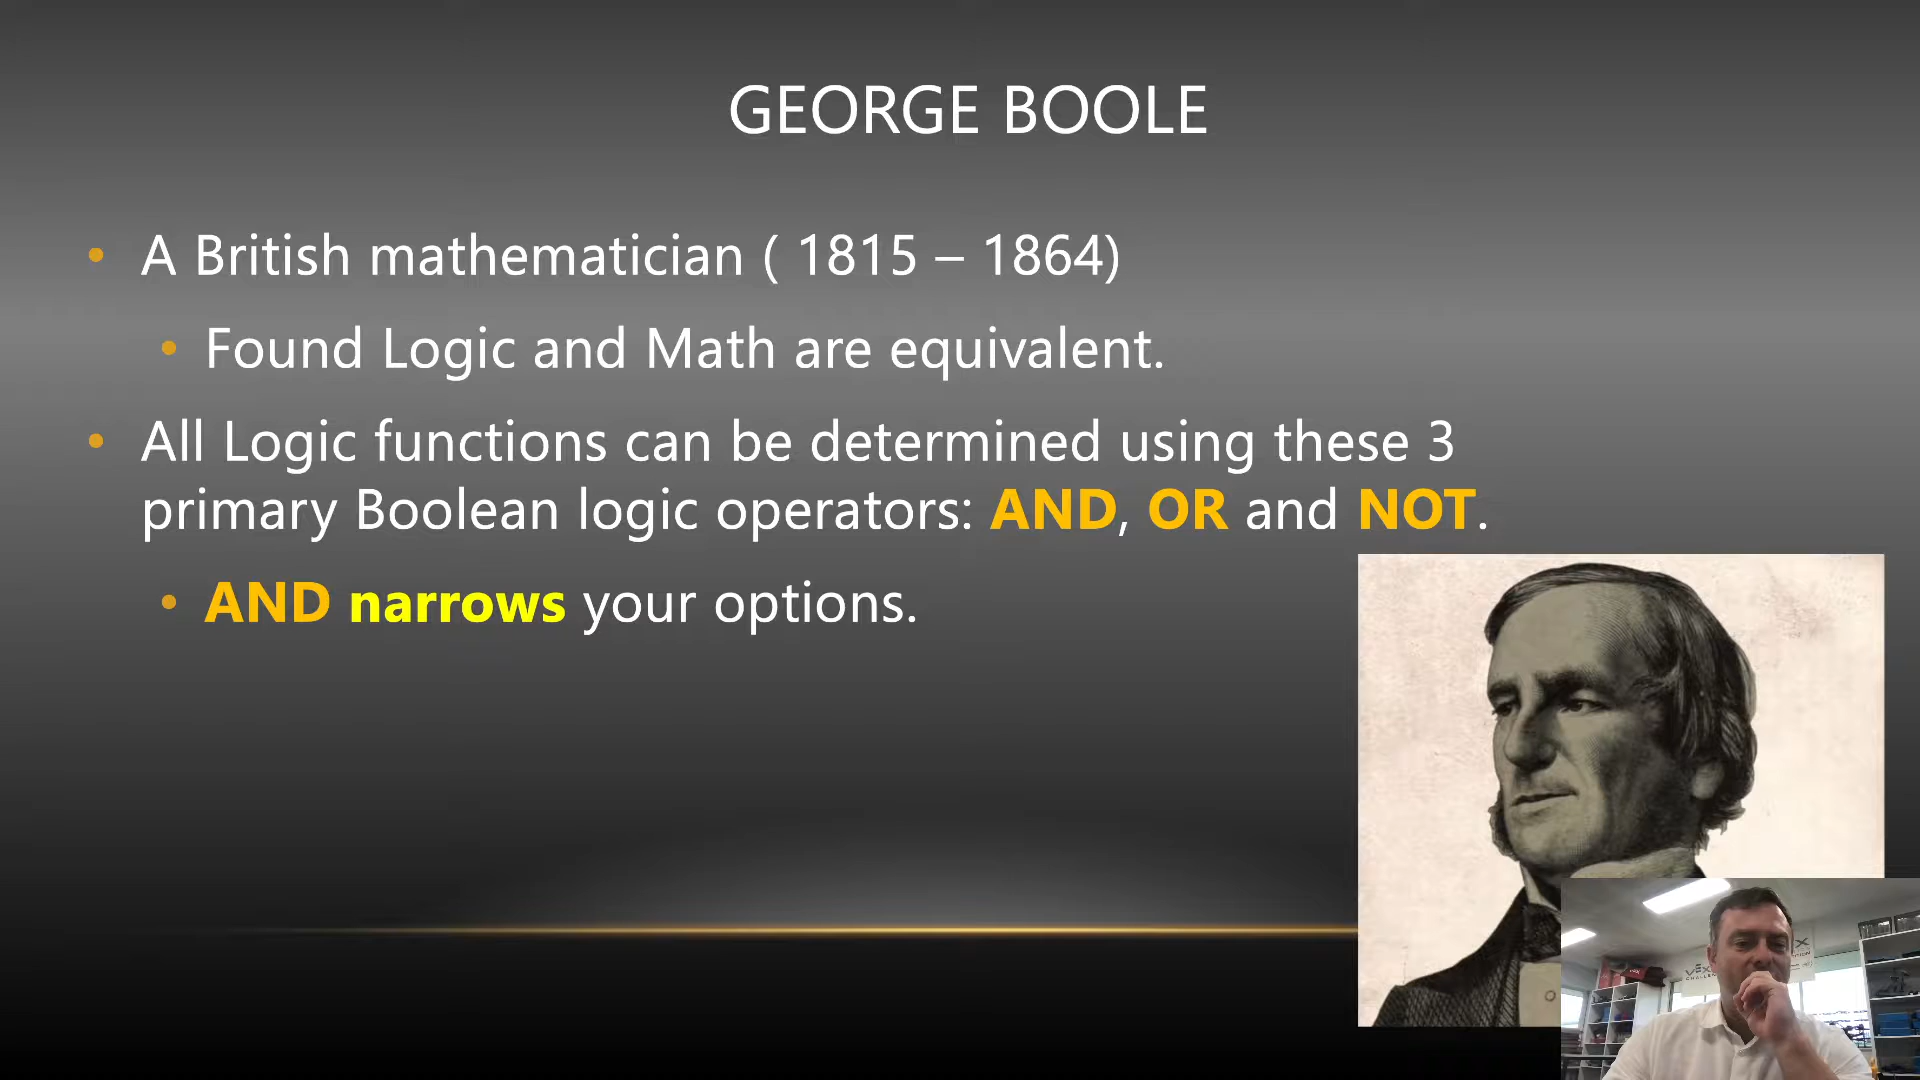 GEORGE BOOLE
• A British mathematician ( 1815 – 1864)
• Found Logic and Math are equivalent.
• All Logic functions can be determined using these 3
primary Boolean logic operators: AND, OR and NOT.
• AND narrows your options.